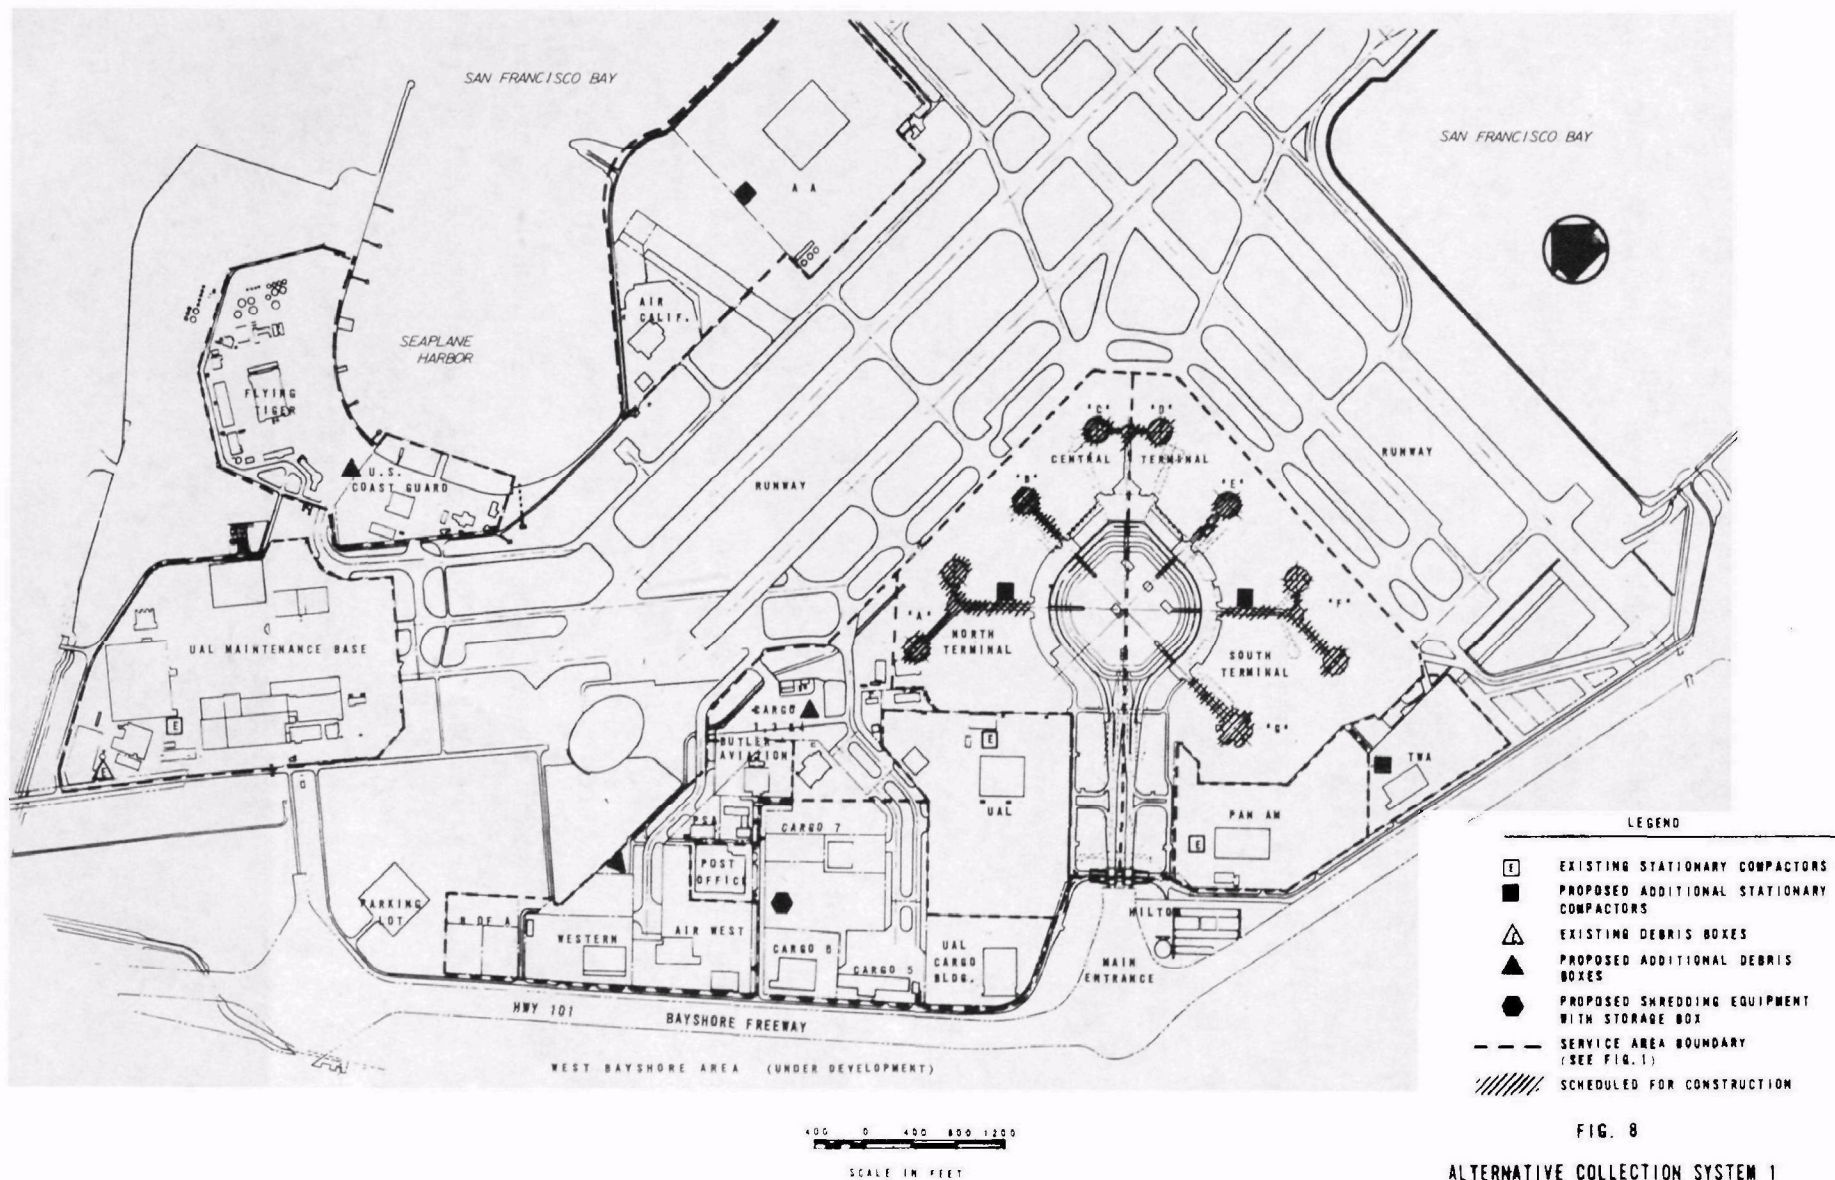 SAN FRANCISCO BAY
SAN FRANCISCO BAY
A A
AIR
CALIF.
SEAPLANE
HARBOR
FLYING
TIGER
U.S.
COAST GUARD
RUNWAY
RUNWAY
"C"
"D"
CENTRAL TERMINAL
"B"
"E"
"A"
"F"
NORTH
TERMINAL
SOUTH
TERMINAL
"G"
UAL MAINTENANCE BASE
E
E
CARGO
1 3 & 4
BUTLER
AVIATION
E
UAL
TWA
PAN AM
E
PSA
CARGO 7
POST
OFFICE
PARKING
LOT
N OF A
WESTERN
AIR WEST
CARGO 6
CARGO 5
UAL
CARGO
BLDG.
HILTON
MAIN
ENTRANCE
HWY 101
BAYSHORE FREEWAY
WEST BAYSHORE AREA (UNDER DEVELOPMENT)
LEGEND
E EXISTING STATIONARY COMPACTORS
PROPOSED ADDITIONAL STATIONARY
COMPACTORS
E EXISTING DEBRIS BOXES
PROPOSED ADDITIONAL DEBRIS
BOXES
PROPOSED SHREDDING EQUIPMENT
WITH STORAGE BOX
SERVICE AREA BOUNDARY
(SEE FIG. 1)
SCHEDULED FOR CONSTRUCTION
400 0 400 800 1200
SCALE IN FEET
FIG. 8
ALTERNATIVE COLLECTION SYSTEM 1